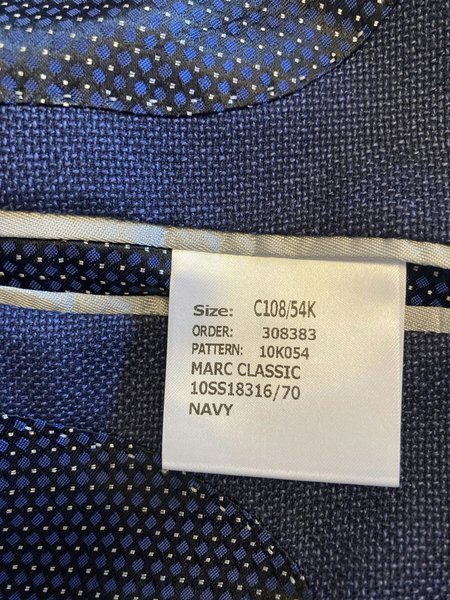 Size: C108/54K
ORDER: 308383
PATTERN: 10K054
MARC CLASSIC
10SS18316/70
NAVY